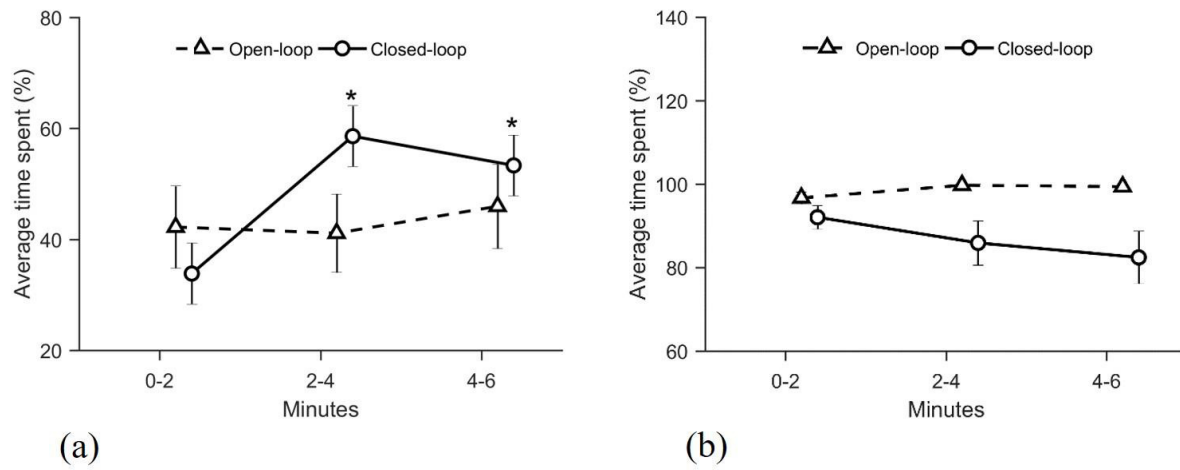 80
60
40
20
Average time spent (%)
Open-loop
Closed-loop
*
*
0-2
2-4
4-6
Minutes
(a)
140
120
100
80
60
Average time spent (%)
Open-loop
Closed-loop
0-2
2-4
4-6
Minutes
(b)